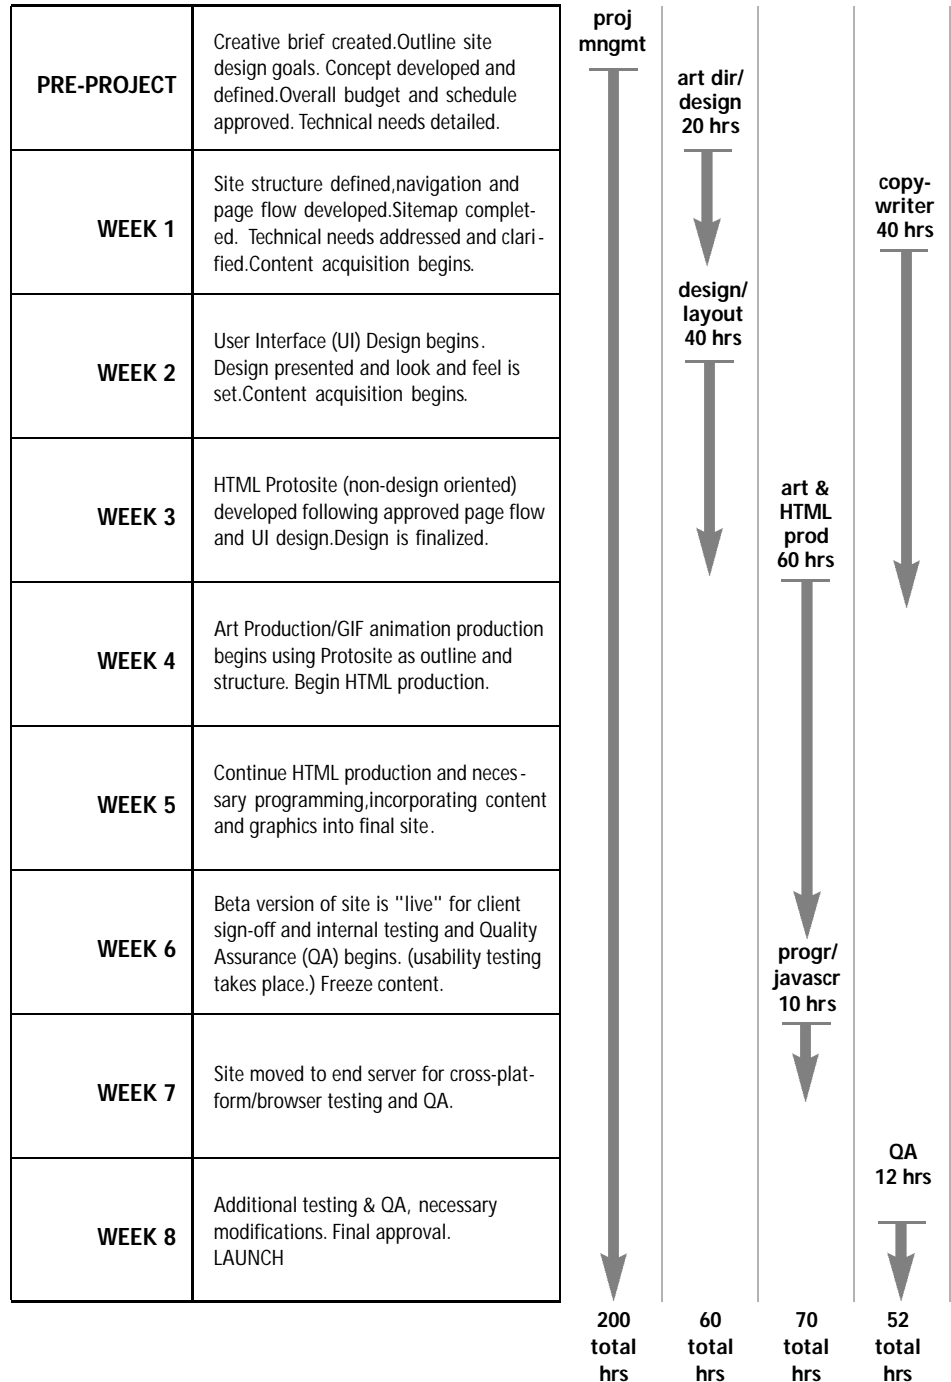 PRE-PROJECT
Creative brief created.Outline site
design goals. Concept developed and
defined.Overall budget and schedule
approved. Technical needs detailed.
WEEK 1
Site structure defined,navigation and
page flow developed.Sitemap complet-
ed. Technical needs addressed and clari-
fied.Content acquisition begins.
WEEK 2
User Interface (UI) Design begins.
Design presented and look and feel is
set.Content acquisition begins.
WEEK 3
HTML Protosite (non-design oriented)
developed following approved page flow
and UI design.Design is finalized.
WEEK 4
Art Production/GIF animation production
begins using Protosite as outline and
structure. Begin HTML production.
WEEK 5
Continue HTML production and neces-
sary programming,incorporating content
and graphics into final site.
WEEK 6
Beta version of site is "live" for client
sign-off and internal testing and Quality
Assurance (QA) begins. (usability testing
takes place.) Freeze content.
WEEK 7
Site moved to end server for cross-plat-
form/browser testing and QA.
WEEK 8
Additional testing & QA, necessary
modifications. Final approval.
LAUNCH
proj
mngmt
200
total
hrs
art dir/
design
20 hrs
design/
layout
40 hrs
60
total
hrs
art &
HTML
prod
60 hrs
progr/
javascr
10 hrs
70
total
hrs
copy-
writer
40 hrs
QA
12 hrs
52
total
hrs